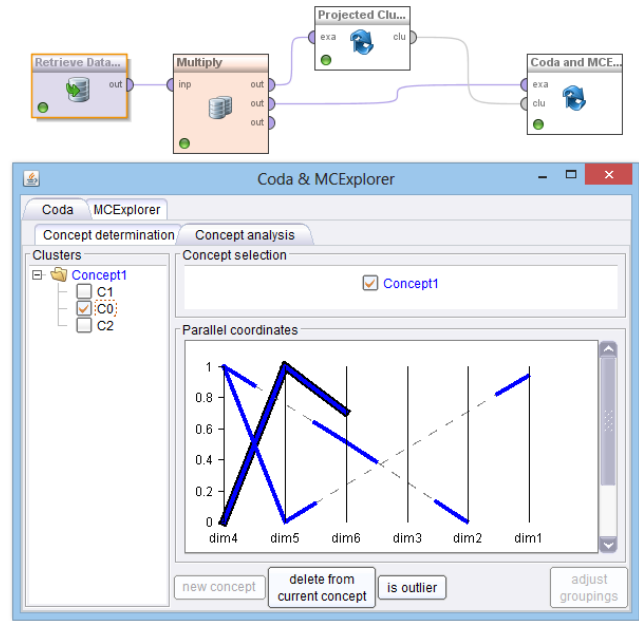 Projected Clu...
exa clu
Retrieve Data...
out
Multiply
inp out
out
out
Coda and MCE...
exa
clu
Coda & MCExplorer
Coda MCExplorer
Concept determination Concept analysis
Clusters
Concept1
C1
C0
C2
Concept selection
Concept1
Parallel coordinates
1
0.8
0.6
0.4
0.2
0
dim4 dim5 dim6 dim3 dim2 dim1
new concept
delete from
current concept
is outlier
adjust
groupings